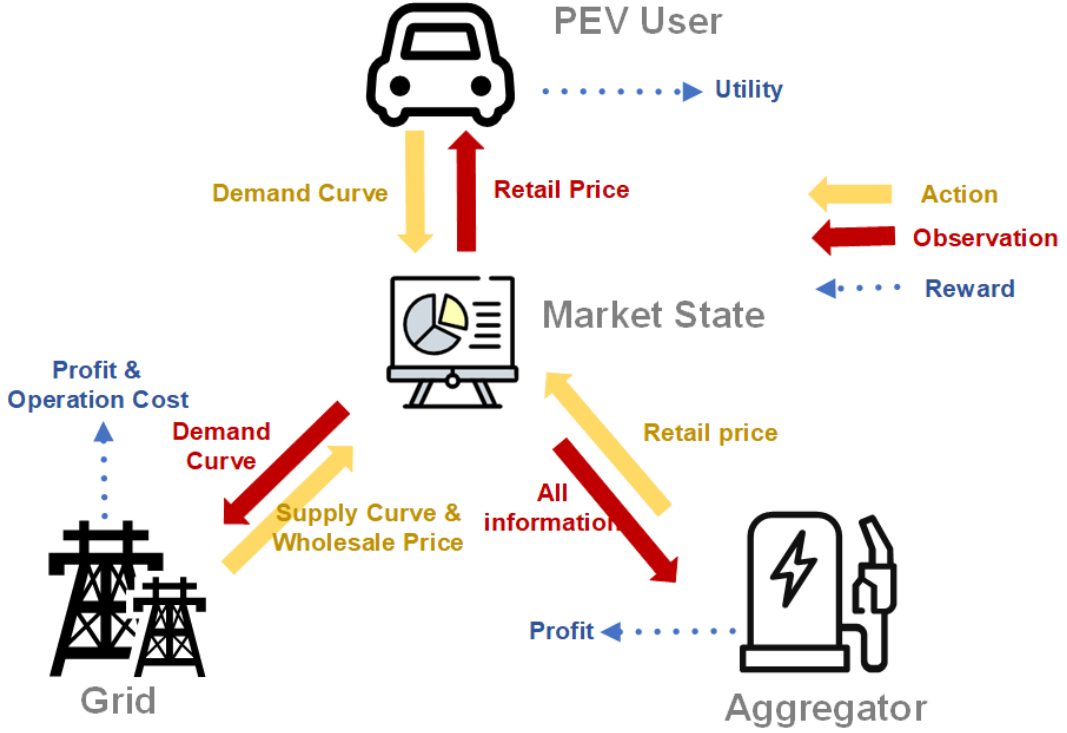 PEV User
Utility
Demand Curve
Retail Price
Action
Observation
Reward
Market State
Profit &
Operation Cost
Demand
Curve
Retail price
All
information
Supply Curve &
Wholesale Price
Profit
Grid
Aggregator